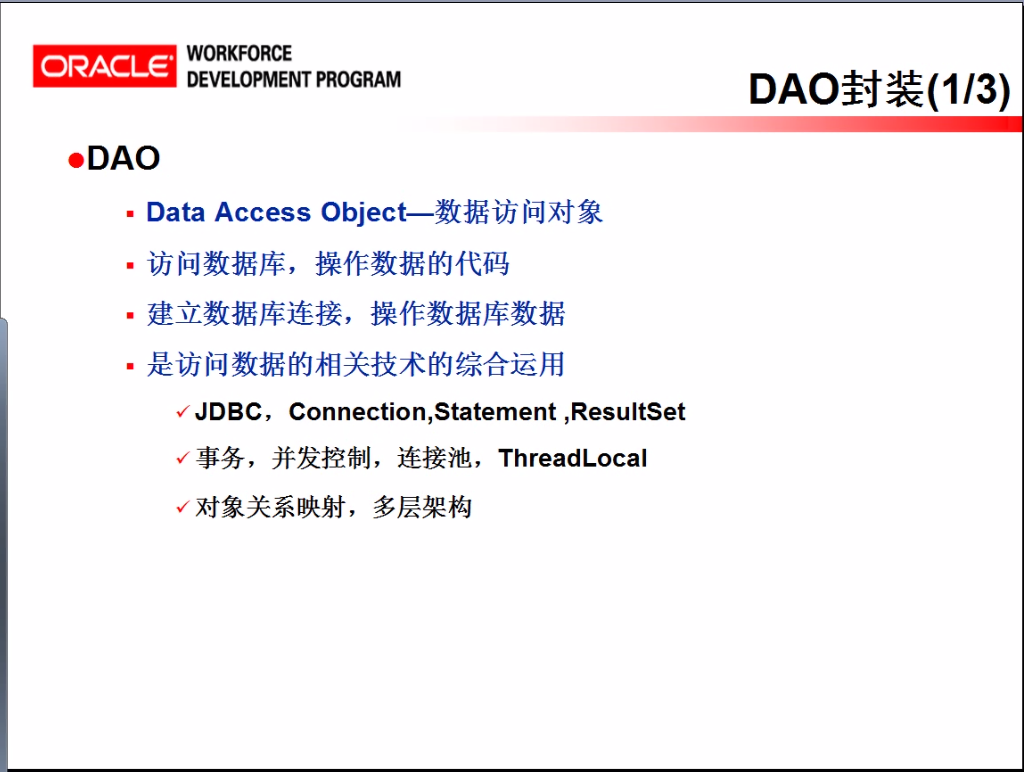 ORACLE
WORKFORCE
DEVELOPMENT PROGRAM
DAO封装(1/3)
DAO
Data Access Object—数据访问对象
访问数据库，操作数据的代码
建立数据库连接，操作数据库数据
是访问数据的相关技术的综合运用
JDBC，Connection,Statement ,ResultSet
事务，并发控制，连接池，ThreadLocal
对象关系映射，多层架构